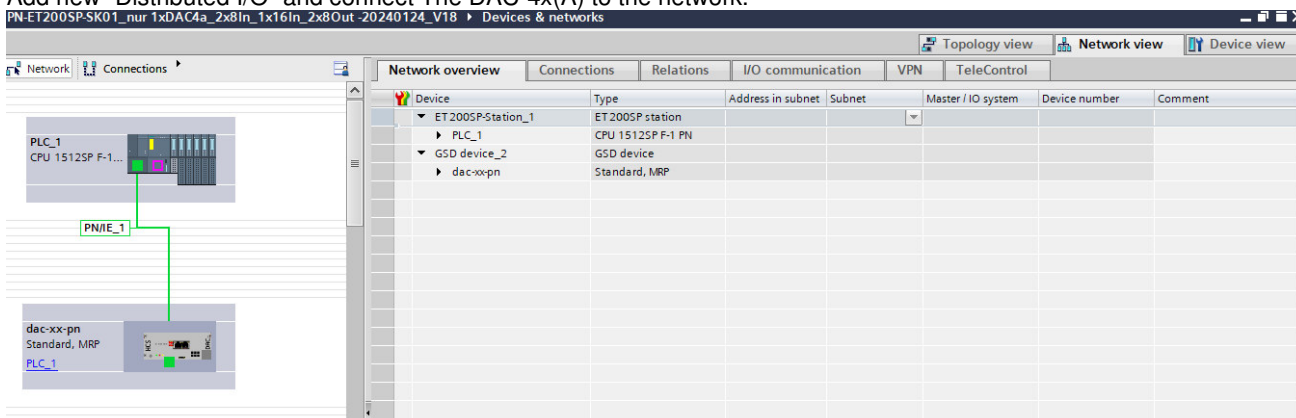 Add new "Distributed I/O" and connect The DAC-4x(A) to the network.
PN-ET200SP-SK01_nur 1xDAC4a_2x8In_1x16In_2x8Out -20240124_V18 ▸ Devices & networks
Topology view Network view Device view
Network Connections
Network overview Connections Relations I/O communication VPN TeleControl
Device Type Address in subnet Subnet Master / IO system Device number Comment
ET200SP-Station_1 ET 200SP station
PLC_1 CPU 1512SP F-1 PN
GSD device_2 GSD device
dac-xx-pn Standard, MRP
PLC_1
CPU 1512SP F-1...
PN/IE_1
dac-xx-pn
Standard, MRP
PLC_1
HCS